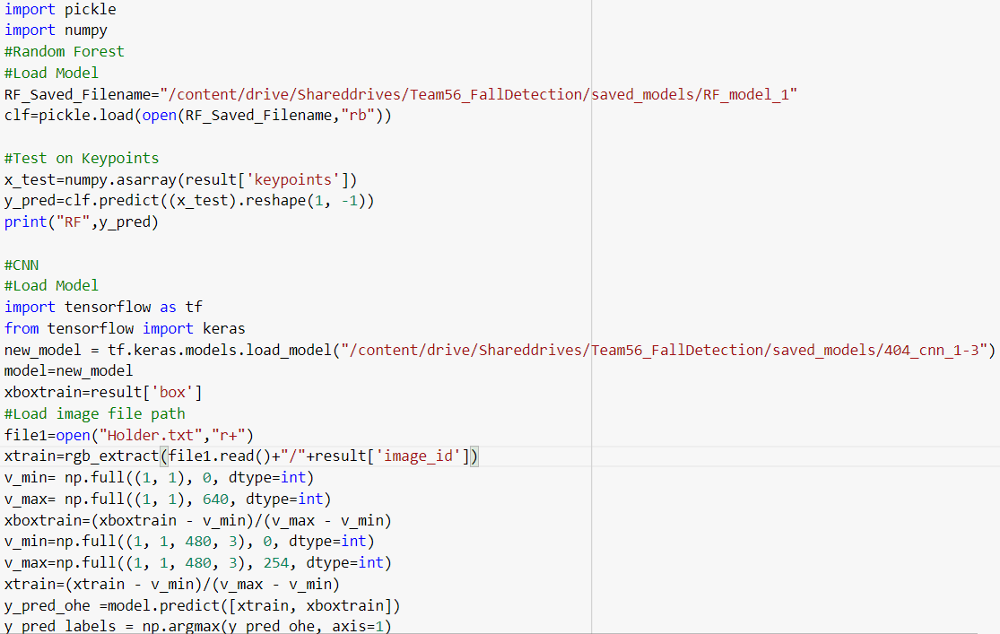 import pickle
import numpy
#Random Forest
#Load Model
RF_Saved_Filename="/content/drive/Shareddrives/Team56_FallDetection/saved_models/RF_model_1"
clf=pickle.load(open(RF_Saved_Filename,"rb"))
#Test on Keypoints
x_test=numpy.asarray(result['keypoints'])
y_pred=clf.predict((x_test).reshape(1, -1))
print("RF",y_pred)
#CNN
#Load Model
import tensorflow as tf
from tensorflow import keras
new_model = tf.keras.models.load_model("/content/drive/Shareddrives/Team56_FallDetection/saved_models/404_cnn_1-3")
model=new_model
xboxtrain=result['box']
#Load image file path
file1=open("Holder.txt","r+")
xtrain=rgb_extract(file1.read()+"/"+result['image_id'])
v_min= np.full((1, 1), 0, dtype=int)
v_max= np.full((1, 1), 640, dtype=int)
xboxtrain=(xboxtrain - v_min)/(v_max - v_min)
v_min=np.full((1, 1, 480, 3), 0, dtype=int)
v_max=np.full((1, 1, 480, 3), 254, dtype=int)
xtrain=(xtrain - v_min)/(v_max - v_min)
y_pred_ohe =model.predict([xtrain, xboxtrain])
y_pred_labels = np.argmax(y_pred_ohe, axis=1)